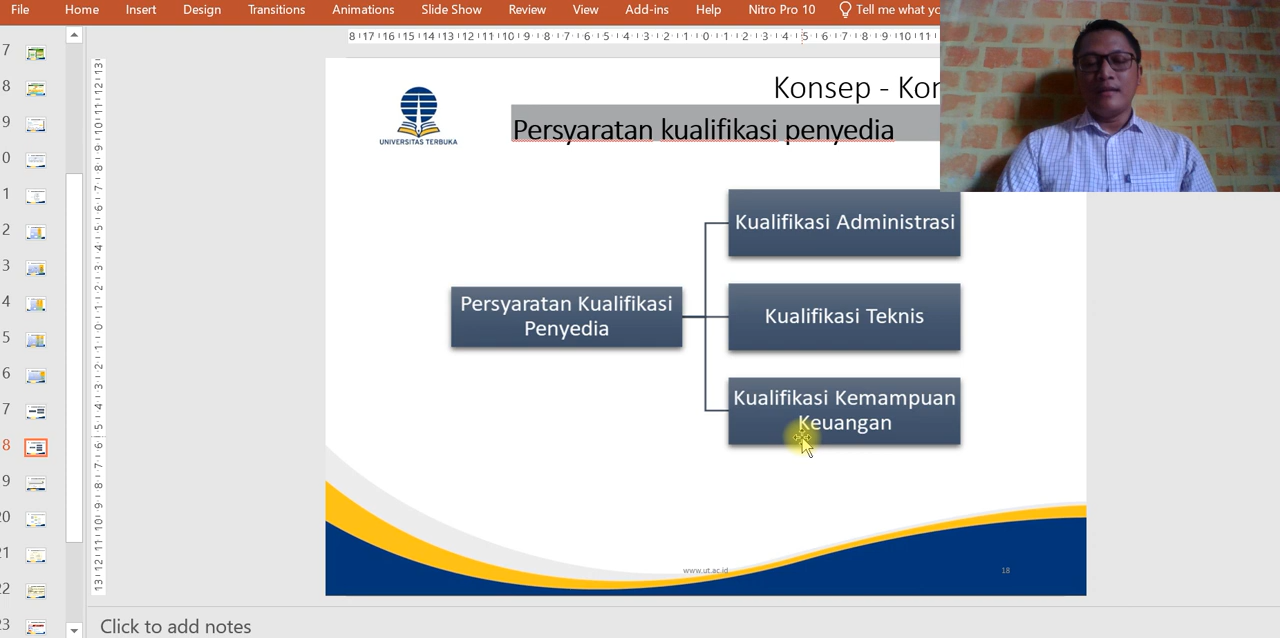 File Home Insert Design Transitions Animations Slide Show Review View Add-ins Help Nitro Pro 10 Tell me what
Konsep -
UNIVERSITAS TERBUKA
Persyaratan kualifikasi penyedia
Kualifikasi Administrasi
Persyaratan Kualifikasi
Penyedia
Kualifikasi Teknis
Kualifikasi Kemampuan
Keuangan
www.ut.ac.id
18
Click to add notes